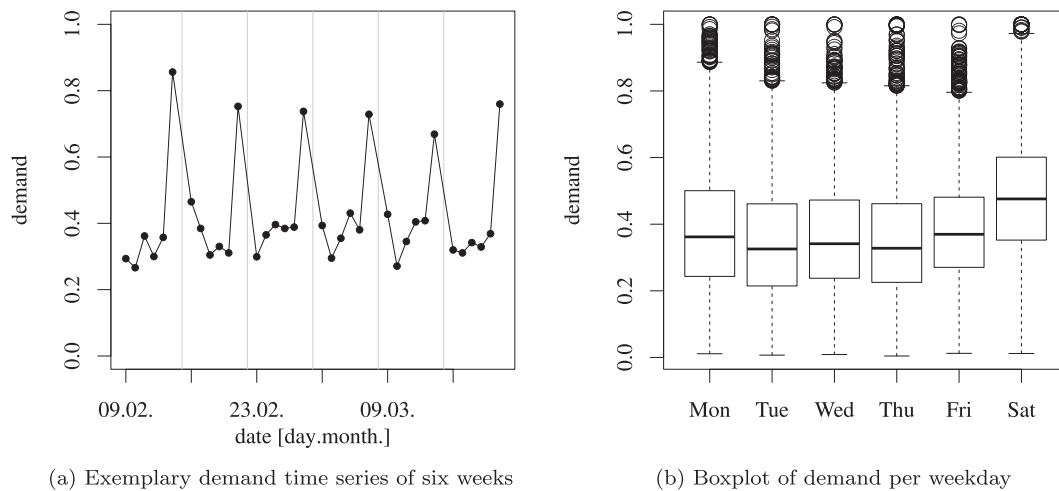 demand
1.0
0.8
0.6
0.4
0.2
0.0
09.02. 23.02. 09.03.
date [day.month.]
(a) Exemplary demand time series of six weeks
demand
1.0
0.8
0.6
0.4
0.2
0.0
Mon Tue Wed Thu Fri Sat
(b) Boxplot of demand per weekday